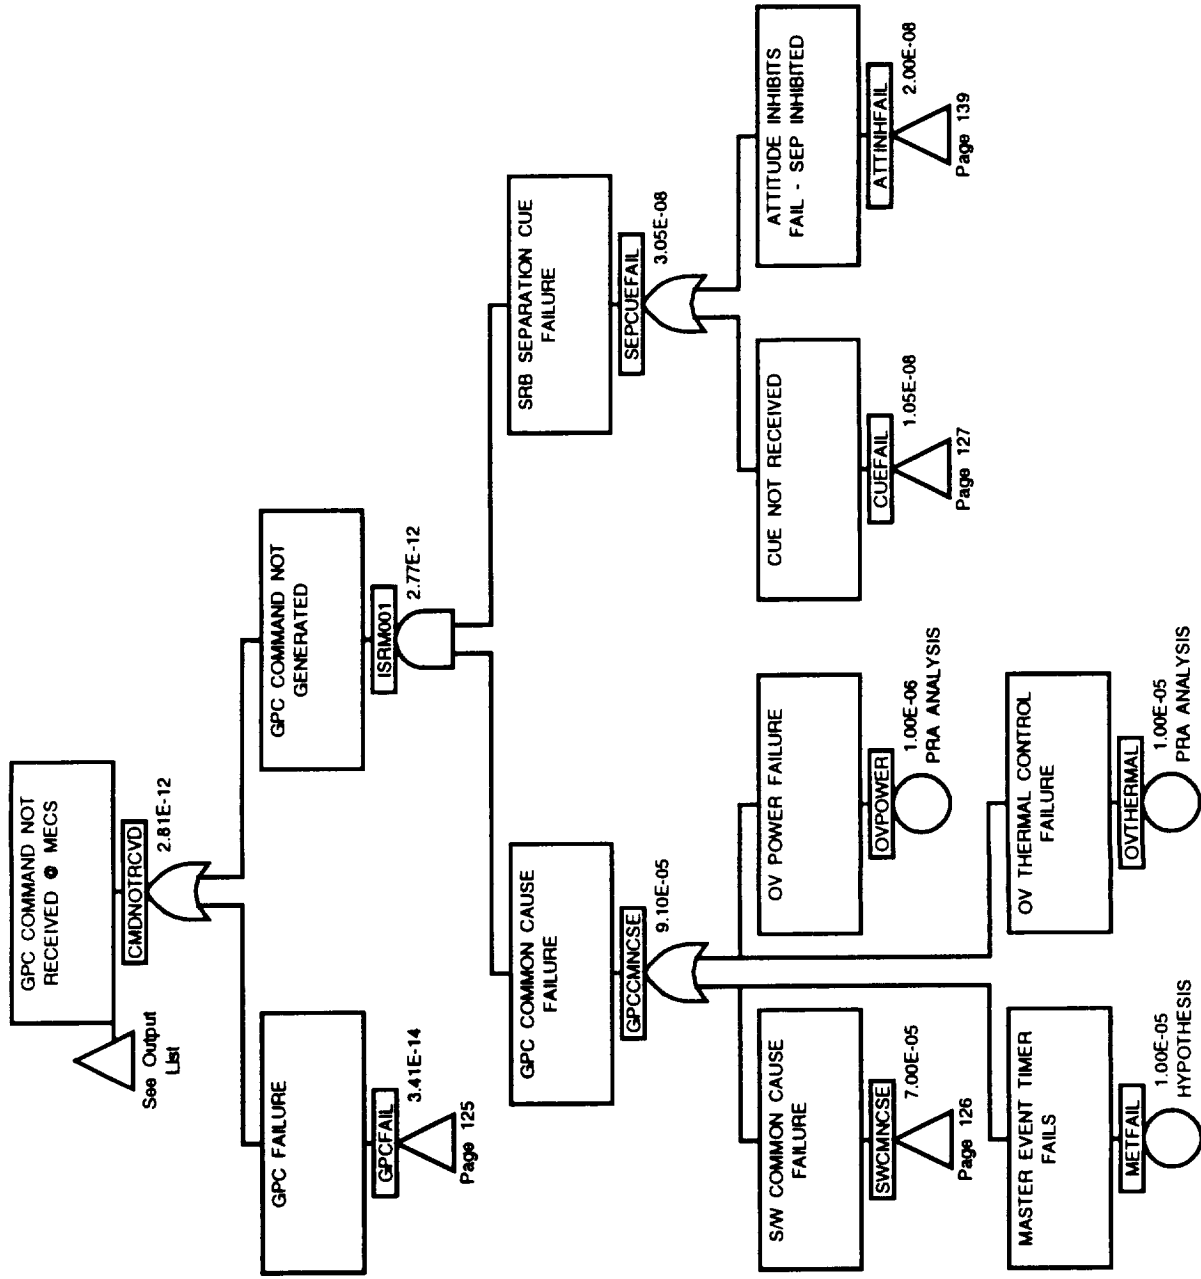 GPC COMMAND NOT
RECEIVED @ MECS
CMDNOTRCVD
2.81E-12
See Output
List
GPC FAILURE
GPCFAIL
3.41E-14
Page 125
GPC COMMAND NOT
GENERATED
ISRM001
2.77E-12
GPC COMMON CAUSE
FAILURE
GPCCMNCSE
9.10E-05
SRB SEPARATION CUE
FAILURE
SEPCUEFAIL
3.05E-08
S/W COMMON CAUSE
FAILURE
SWCMNCSE
7.00E-05
Page 126
OV POWER FAILURE
OVPOWER
1.00E-06
PRA ANALYSIS
CUE NOT RECEIVED
CUEFAIL
1.05E-08
Page 127
ATTITUDE INHIBITS
FAIL - SEP INHIBITED
ATTINHFAIL
2.00E-08
Page 139
MASTER EVENT TIMER
FAILS
METFAIL
1.00E-05
HYPOTHESIS
OV THERMAL CONTROL
FAILURE
OVTHERMAL
1.00E-05
PRA ANALYSIS